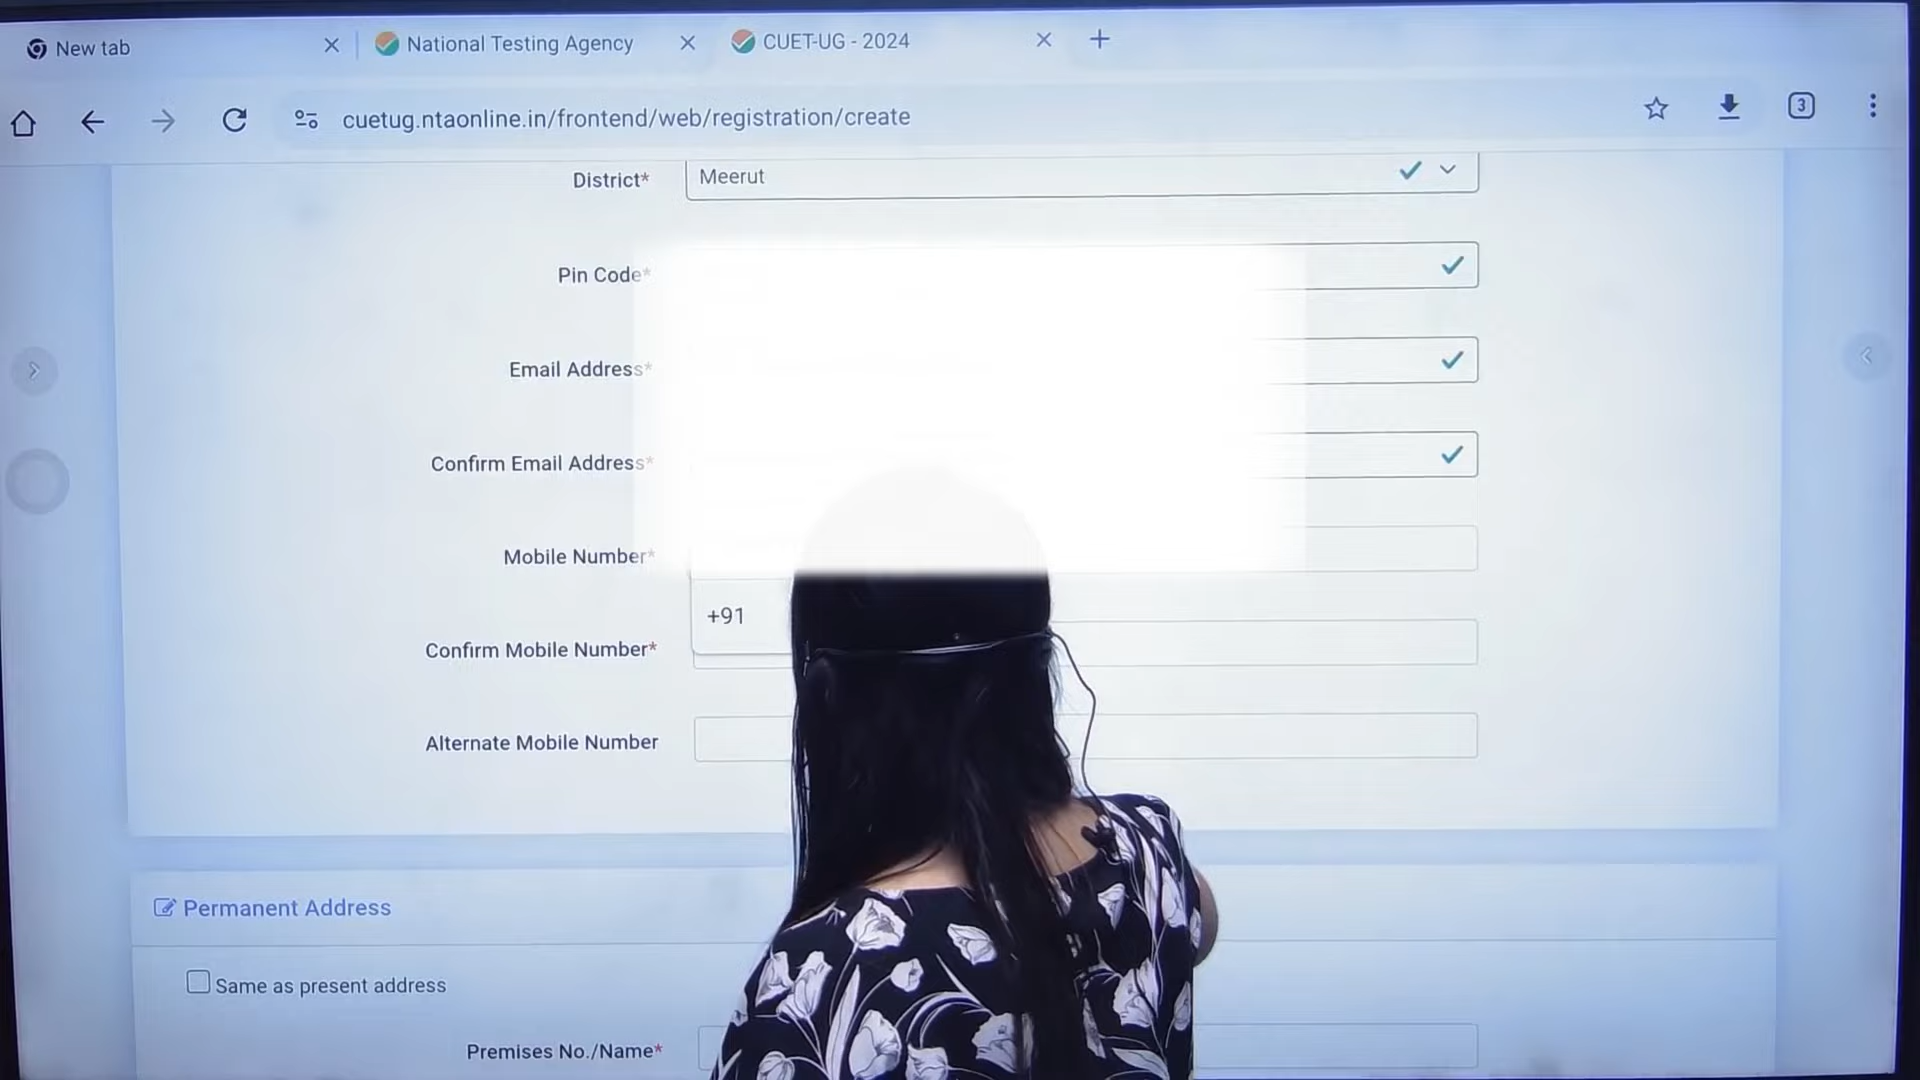 New tab
National Testing Agency
CUET-UG - 2024
cuetug.ntaonline.in/frontend/web/registration/create
3
District* Meerut
Pin Code*
Email Address*
Confirm Email Address*
Mobile Number*
+91
Confirm Mobile Number*
Alternate Mobile Number
Permanent Address
Same as present address
Premises No./Name*